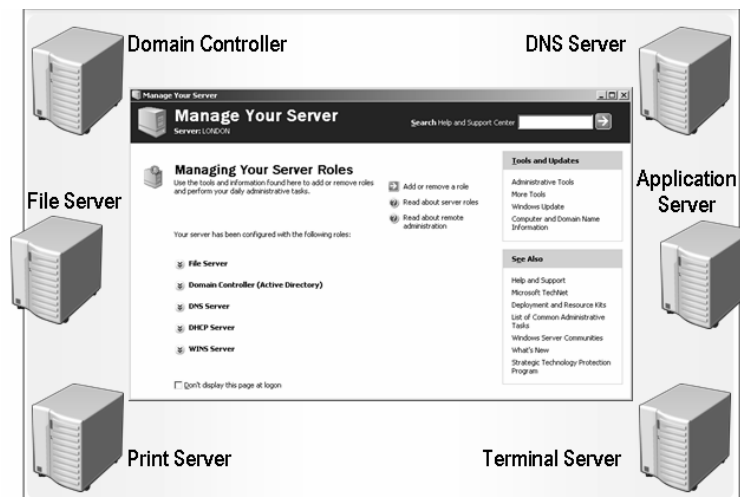 Domain Controller
DNS Server
File Server
Application
Server
Print Server
Terminal Server
Manage Your Server
Manage Your Server
Server: LONDON
Search Help and Support Center
Managing Your Server Roles
Use the tools and information found here to add or remove roles
and perform your daily administrative tasks.
Your server has been configured with the following roles:
File Server
Domain Controller (Active Directory)
DNS Server
DHCP Server
WINS Server
Don't display this page at logon
Add or remove a role
Read about server roles
Read about remote
administration
Tools and Updates
Administrative Tools
More Tools
Windows Update
Computer and Domain Name
Information
See Also
Help and Support
Microsoft TechNet
Deployment and Resource Kits
List of Common Administrative
Tasks
Windows Server Communities
What's New
Strategic Technology Protection
Program